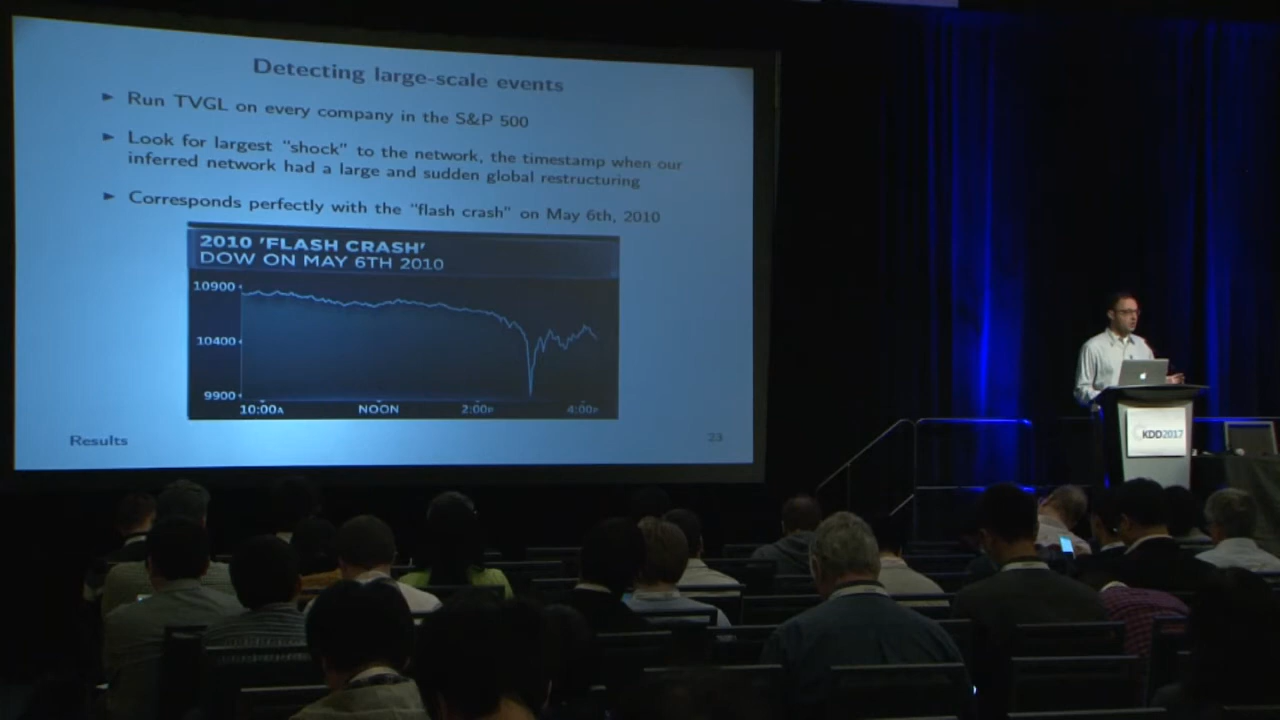 Detecting large-scale events
► Run TVGL on every company in the S&P 500
► Look for largest "shock" to the network, the timestamp when our
inferred network had a large and sudden global restructuring
► Corresponds perfectly with the "flash crash" on May 6th, 2010
2010 'FLASH CRASH'
DOW ON MAY 6TH 2010
10900
10400
9900
10:00A NOON 2:00P 4:00P
Results 23
KDD2017